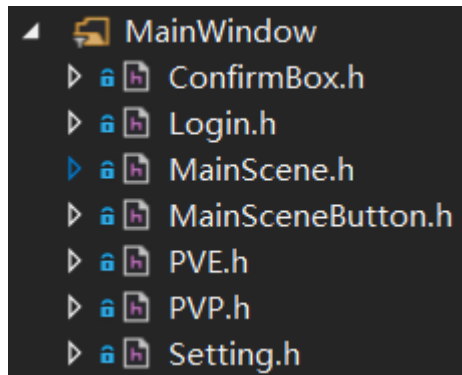 MainWindow
ConfirmBox.h
Login.h
MainScene.h
MainSceneButton.h
PVE.h
PVP.h
Setting.h